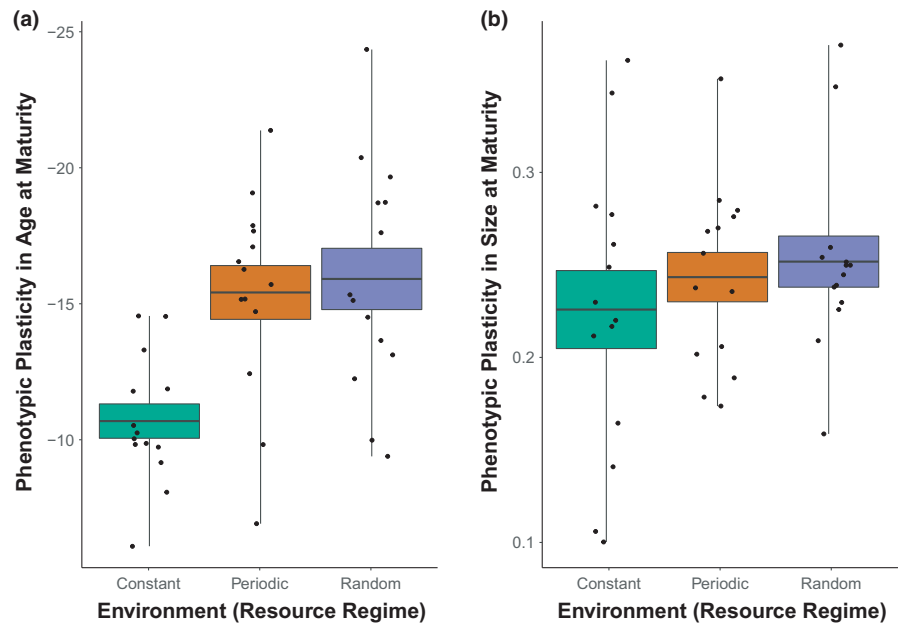 (a)
Phenotypic Plasticity in Age at Maturity
−25
−20
−15
−10
Constant
Periodic
Random
Environment (Resource Regime)
(b)
Phenotypic Plasticity in Size at Maturity
0.3
0.2
0.1
Constant
Periodic
Random
Environment (Resource Regime)